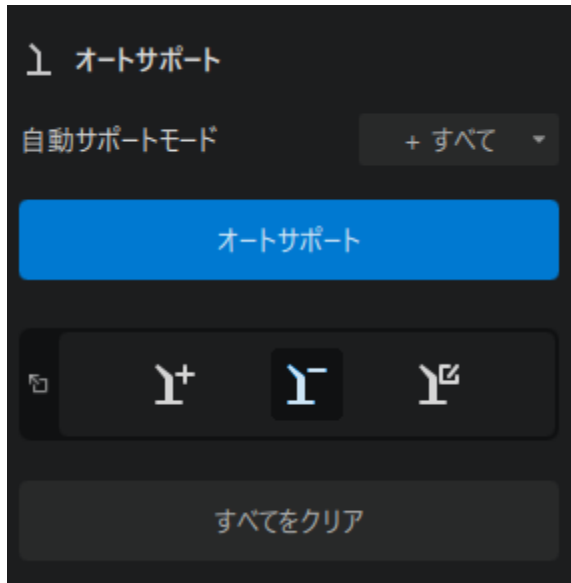 オートサポート
自動サポートモード
+ すべて
オートサポート
すべてをクリア